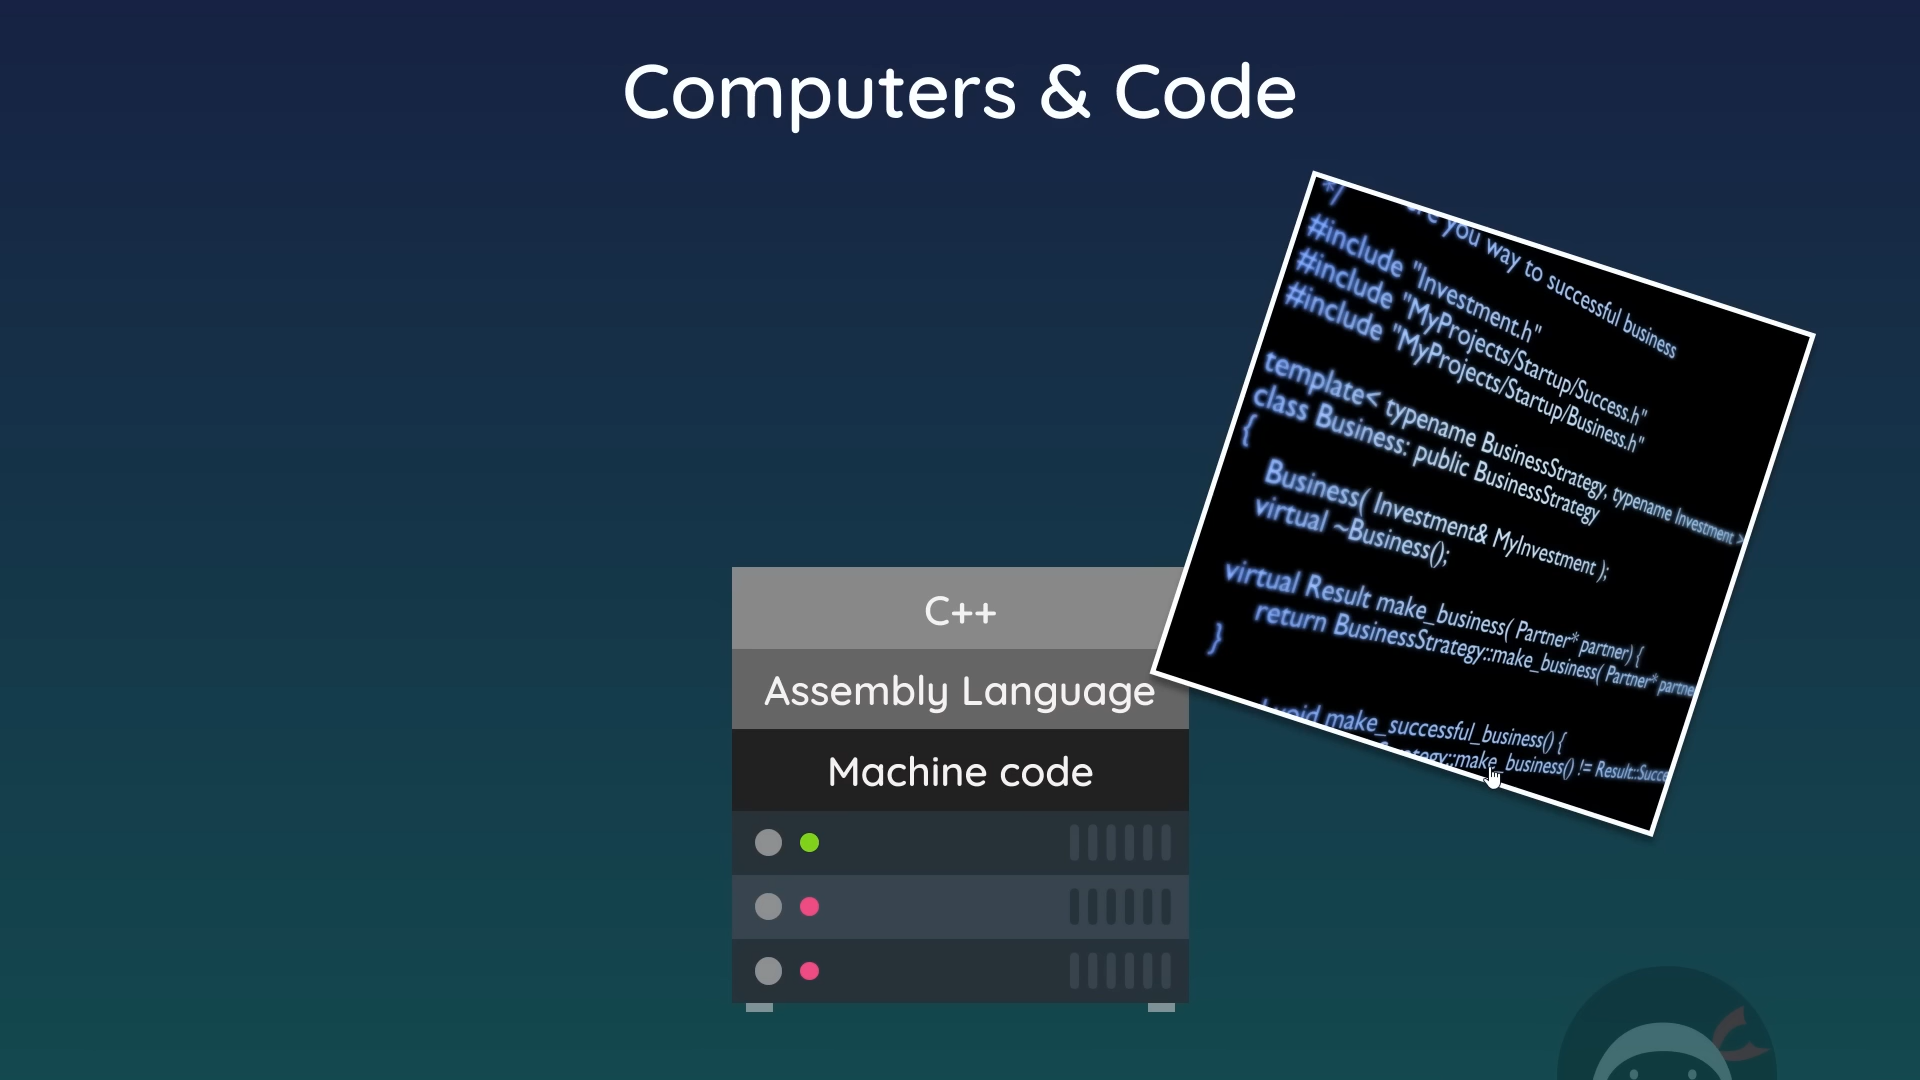 Computers & Code
*/
you way to successful business
#include "Investment.h"
#include "MyProjects/Startup/Success.h"
#include "MyProjects/Startup/Business.h"
template< typename BusinessStrategy, typename Investment >
class Business: public BusinessStrategy
{
Business( Investment& MyInvestment );
virtual ~Business();
virtual Result make_business( Partner* partner) {
return BusinessStrategy::make_business( Partner* partne
}
void make_successful_business() {
::make_business() != Result::Succe
C++
Assembly Language
Machine code